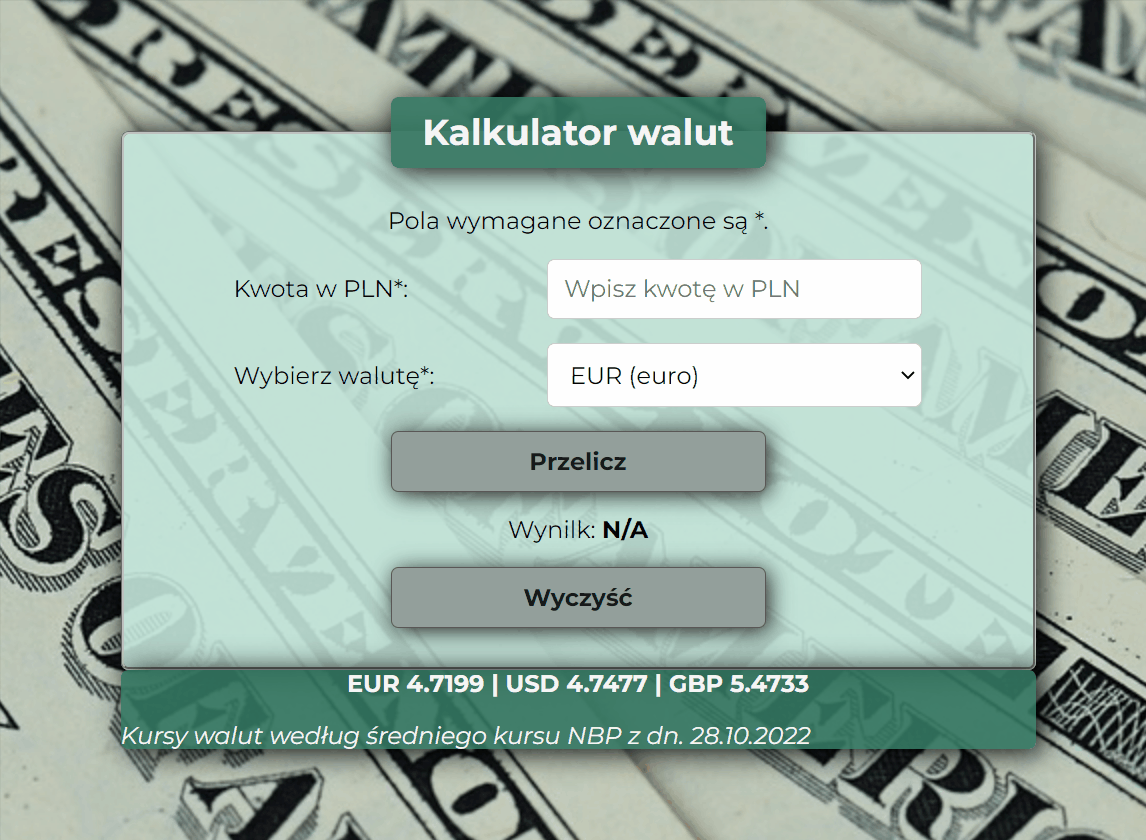 Kalkulator walut
Pola wymagane oznaczone są *.
Kwota w PLN*:
Wpisz kwotę w PLN
Wybierz walutę*:
EUR (euro)
Przelicz
Wynilk: N/A
Wyczyść
EUR 4.7199 | USD 4.7477 | GBP 5.4733
Kursy walut według średniego kursu NBP z dn. 28.10.2022